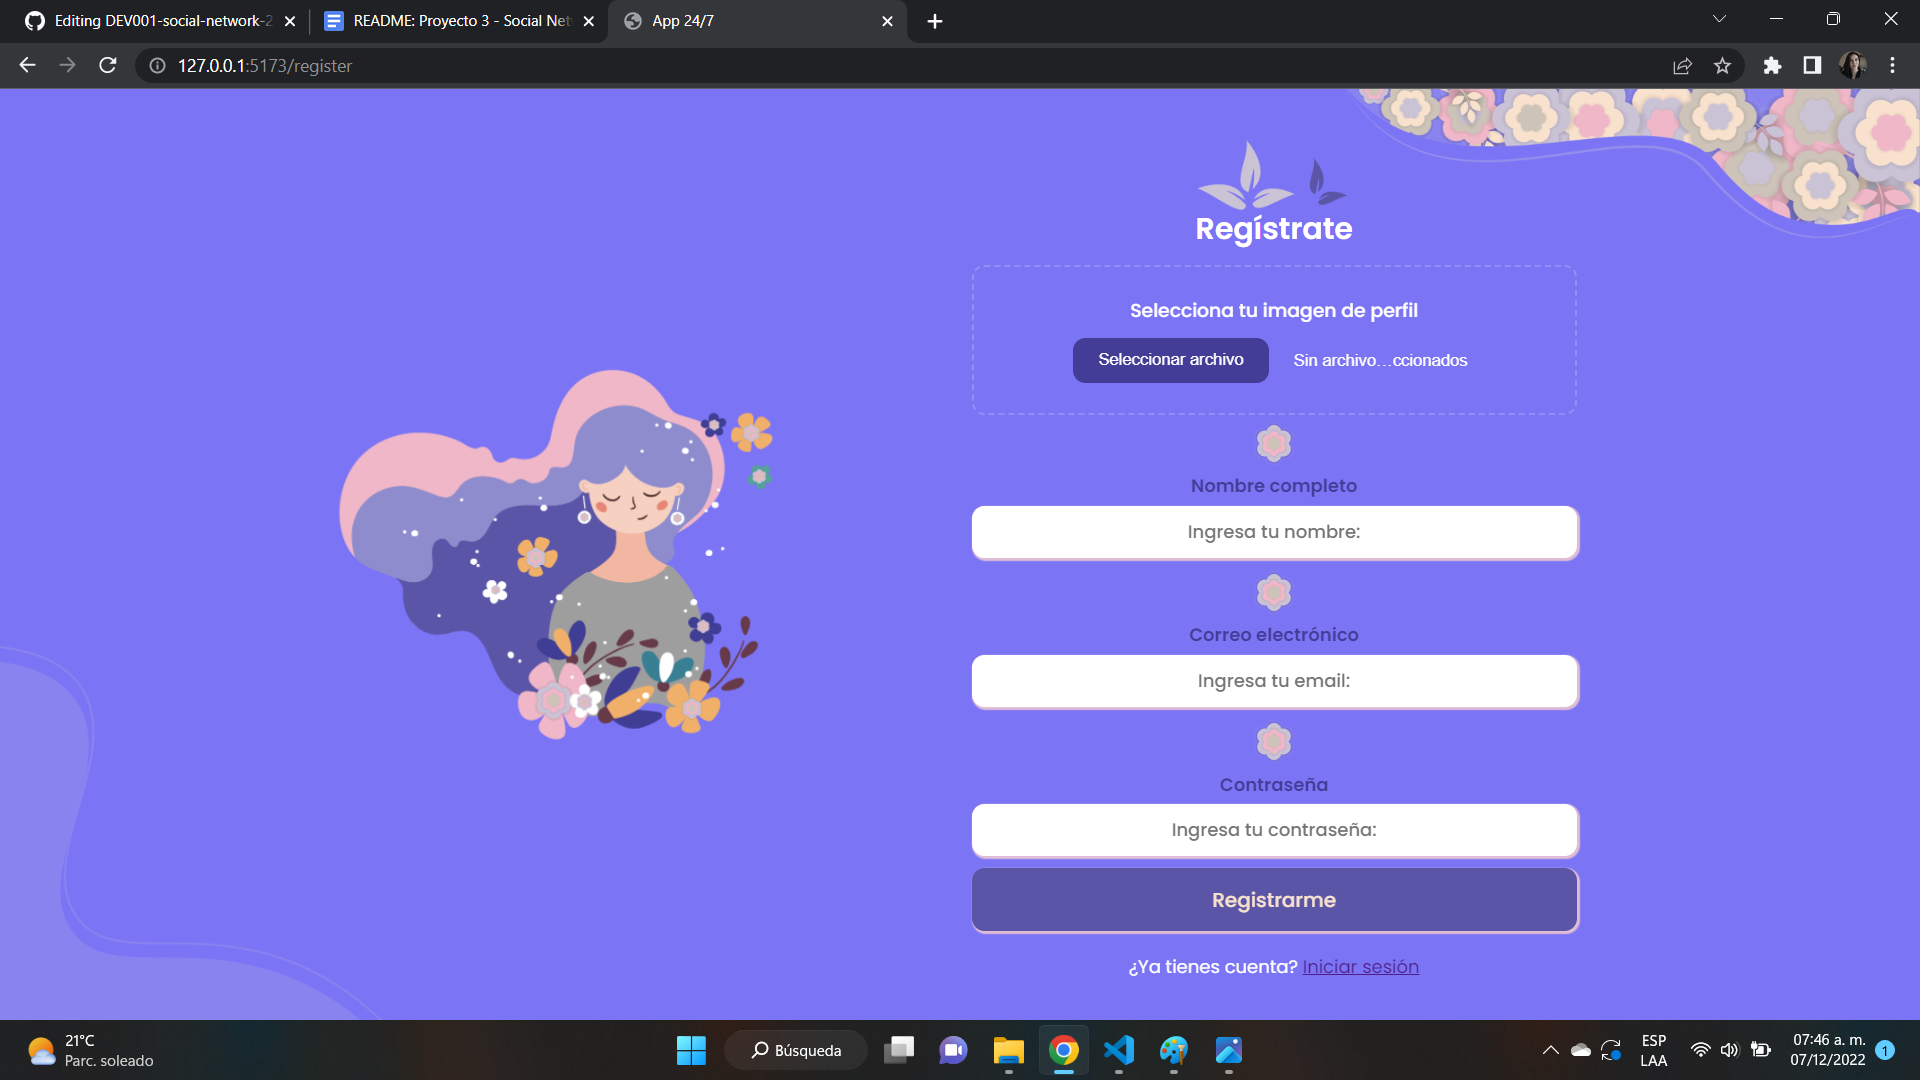 Editing DEV001-social-network-2
README: Proyecto 3 - Social Net
App 24/7
127.0.0.1:5173/register
Regístrate
Selecciona tu imagen de perfil
Seleccionar archivo
Sin archivo...ccionados
Nombre completo
Ingresa tu nombre:
Correo electrónico
Ingresa tu email:
Contraseña
Ingresa tu contraseña:
Registrarme
¿Ya tienes cuenta? Iniciar sesión
21°C
Parc. soleado
Búsqueda
ESP
LAA
07:46 a. m.
07/12/2022
1